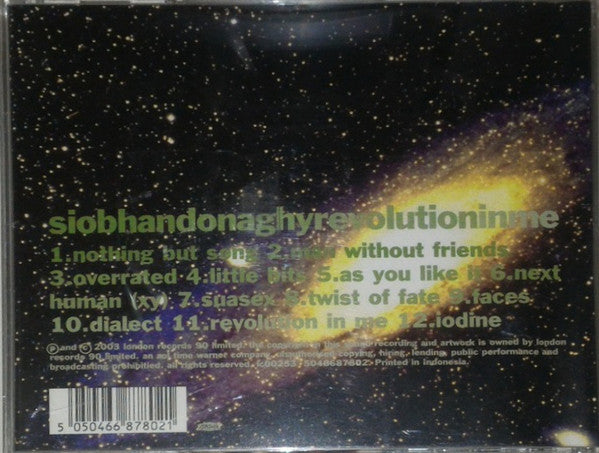 siobhandonaghyrevolutioninme
1.nothing but song 2.man without friends
3.overrated 4.little bits 5.as you like it 6.next
human (xy) 7.suasex 8.twist of fate 9.faces
10.dialect 11.revolution in me 12.iodine
p and c 2003 london records 90 limited. the copyright in this sound recording and artwork is owned by london
records 90 limited. an aol time warner company. unauthorised copying, hiring, lending, public performance and
broadcasting prohibited. all rights reserved. 5046687802. Printed in indonesia.
5 050466 878021